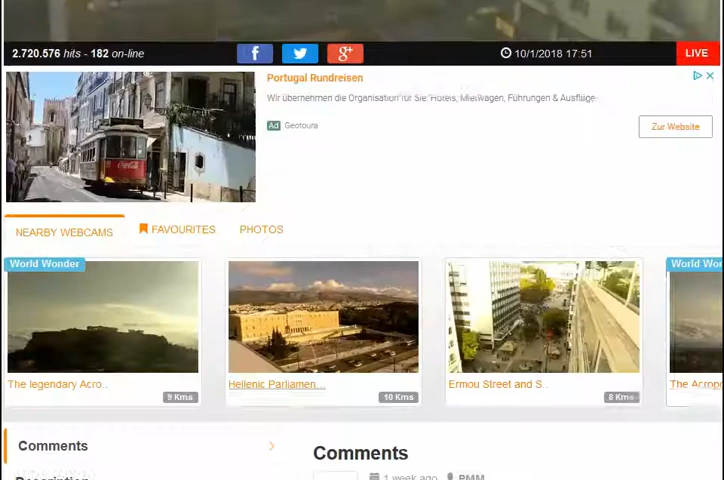 2.720.576 hits - 182 on-line
f
g+
10/1/2018 17:51
LIVE
Portugal Rundreisen
Wir übernehmen die Organisation für Sie: Hotels, Mietwagen, Führungen & Ausflüge.
Ad Geotoura
Zur Website
NEARBY WEBCAMS
FAVOURITES
PHOTOS
World Wonder
World Wor
The legendary Acro..
Hellenic Parliamen...
Ermou Street and S..
The Acropo
9 Kms
10 Kms
8 Kms
Comments
Comments
1 week ago
PMM
Description